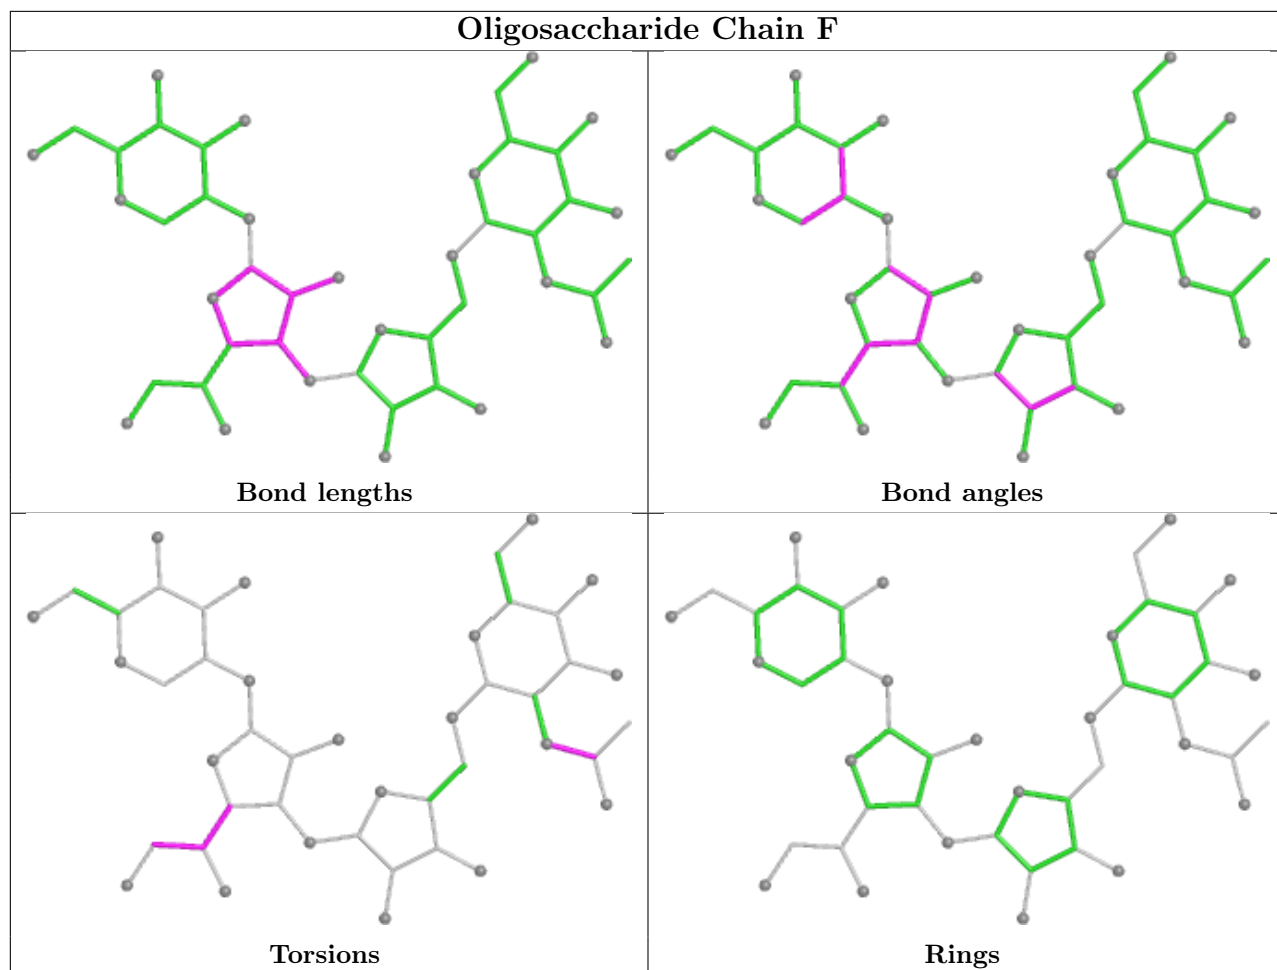 Oligosaccharide Chain F
Bond lengths
Bond angles
Torsions
Rings